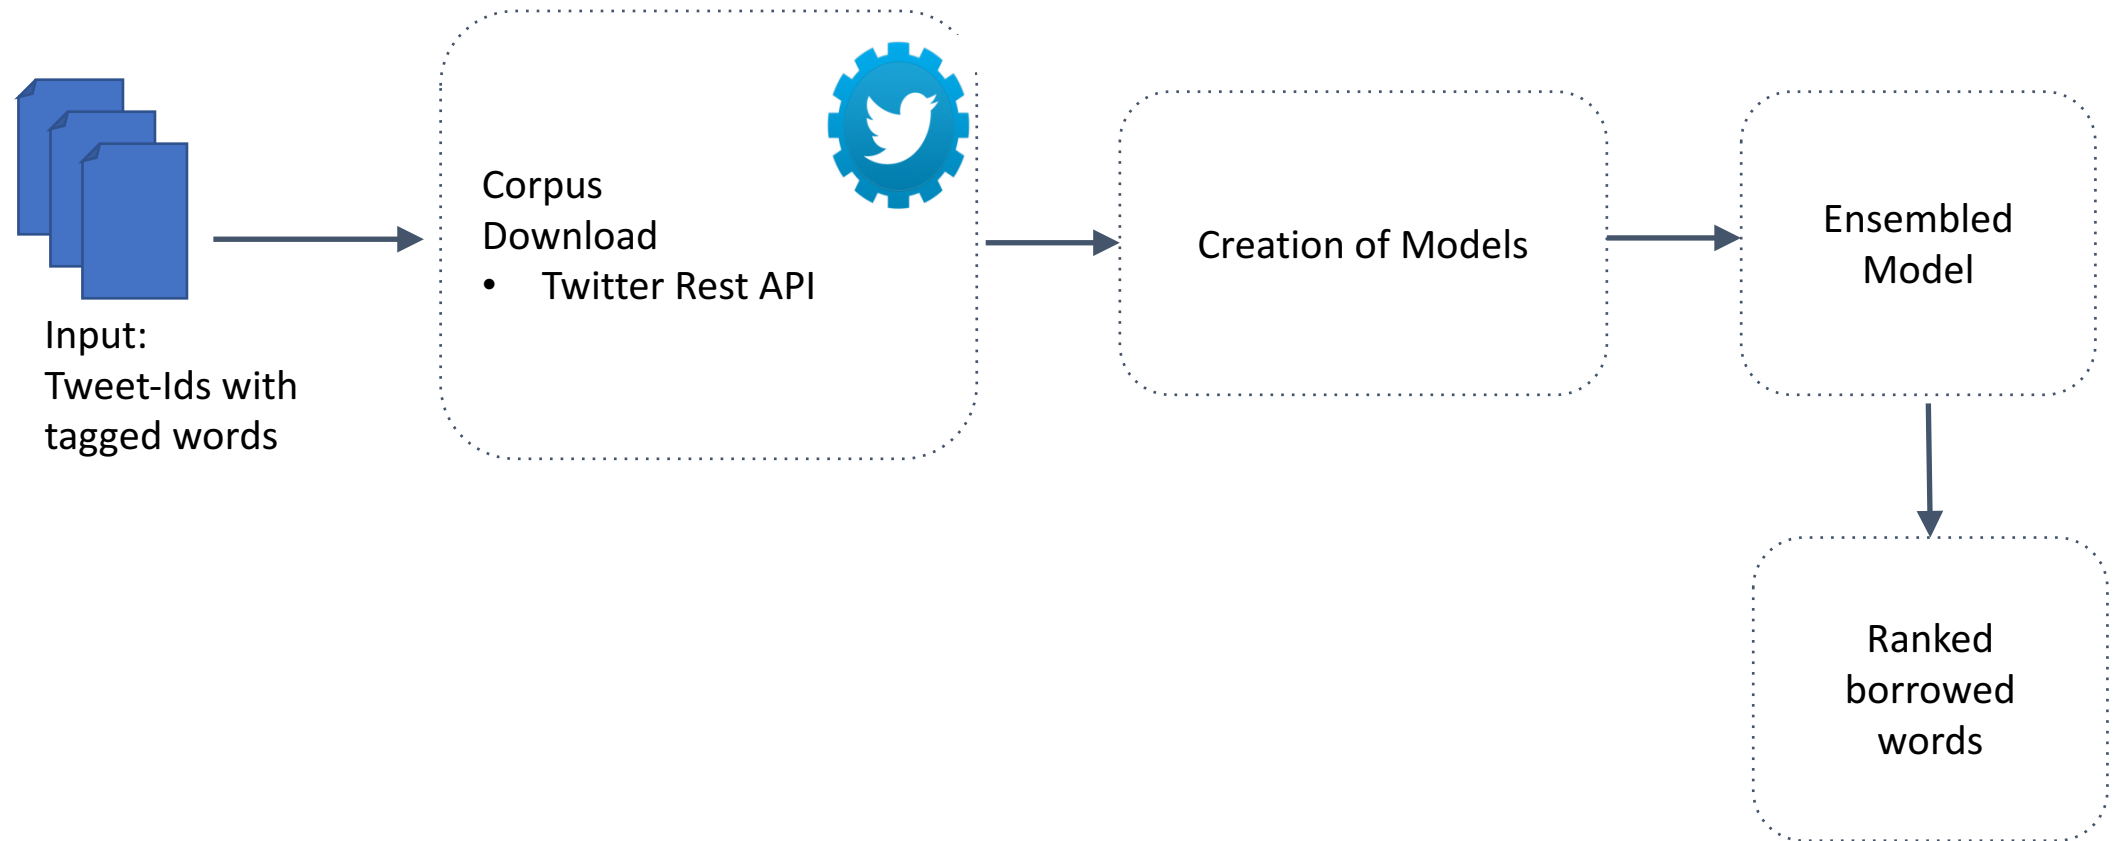 Input:
Tweet-Ids with
tagged words
Corpus
Download
• Twitter Rest API
Creation of Models
Ensembled
Model
Ranked
borrowed
words